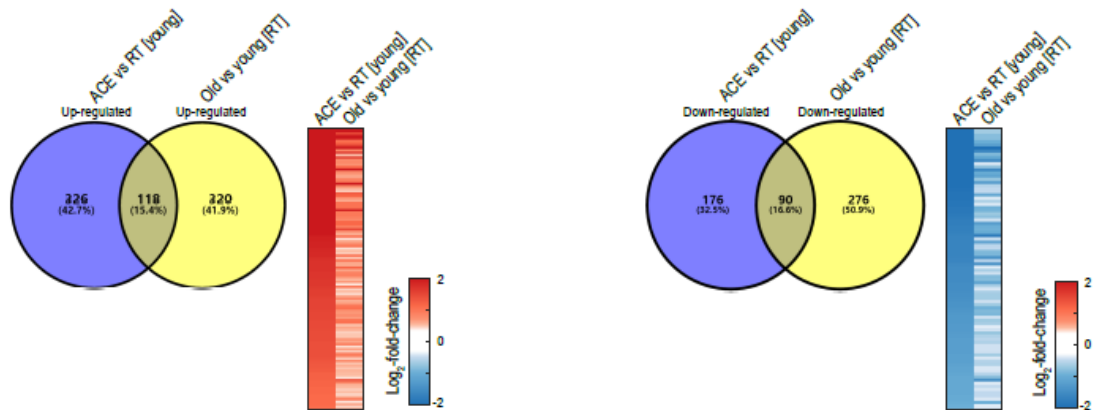 ACE vs RT [young]
Old vs young [RT]
Up-regulated
Up-regulated
326
(42.7%)
118
(15.4%)
320
(41.9%)
ACE vs RT [young]
Old vs young [RT]
Log2-fold-change
2
0
-2
ACE vs RT [young]
Old vs young [RT]
Down-regulated
Down-regulated
176
(32.5%)
90
(16.6%)
276
(50.9%)
ACE vs RT [young]
Old vs young [RT]
Log2-fold-change
2
0
-2